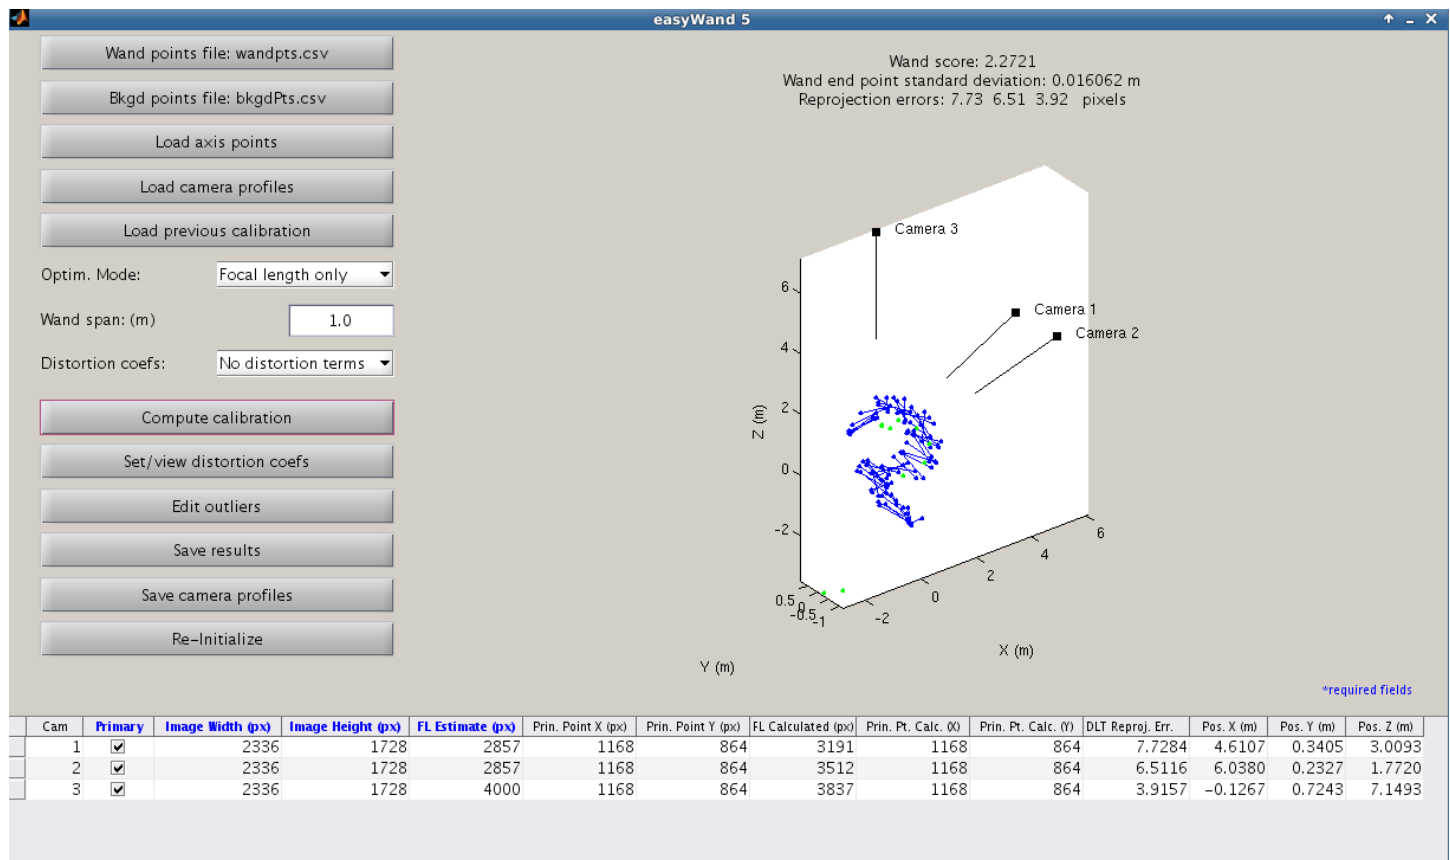 easyWand 5
Wand points file: wandpts.csv
Bkgd points file: bkgdPts.csv
Load axis points
Load camera profiles
Load previous calibration
Optim. Mode: Focal length only
Wand span: (m) 1.0
Distortion coefs: No distortion terms
Compute calibration
Set/view distortion coefs
Edit outliers
Save results
Save camera profiles
Re-Initialize
Wand score: 2.2721
Wand end point standard deviation: 0.016062 m
Reprojection errors: 7.73 6.51 3.92 pixels
Camera 3
Camera 1
Camera 2
Z (m)
6
4
2
0
-2
0.5
0
-0.5
-1
Y (m)
-2
0
2
4
6
X (m)
*required fields
Cam Primary Image Width (px) Image Height (px) FL Estimate (px) Prin. Point X (px) Prin. Point Y (px) FL Calculated (px) Prin. Pt. Calc. (X) Prin. Pt. Calc. (Y) DLT Reproj. Err. Pos. X (m) Pos. Y (m) Pos. Z (m)
1 2336 1728 2857 1168 864 3191 1168 864 7.7284 4.6107 0.3405 3.0093
2 2336 1728 2857 1168 864 3512 1168 864 6.5116 6.0380 0.2327 1.7720
3 2336 1728 4000 1168 864 3837 1168 864 3.9157 -0.1267 0.7243 7.1493